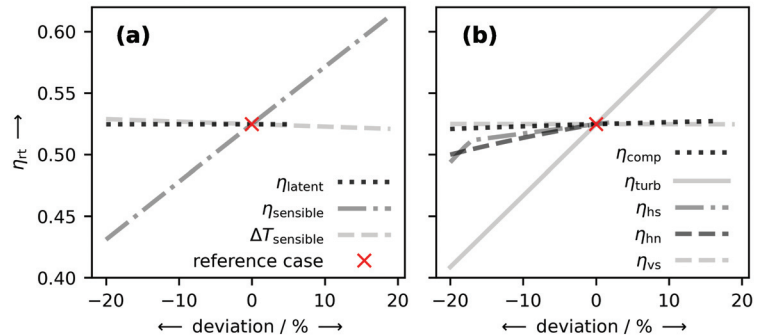 (a)
(b)
0.60
0.55
0.50
0.45
0.40
η_rt ⟶
η_latent
η_sensible
ΔT_sensible
reference case
η_comp
η_turb
η_hs
η_hn
η_vs
−20 −10 0 10 20
−20 −10 0 10 20
⟵ deviation / % ⟶
⟵ deviation / % ⟶